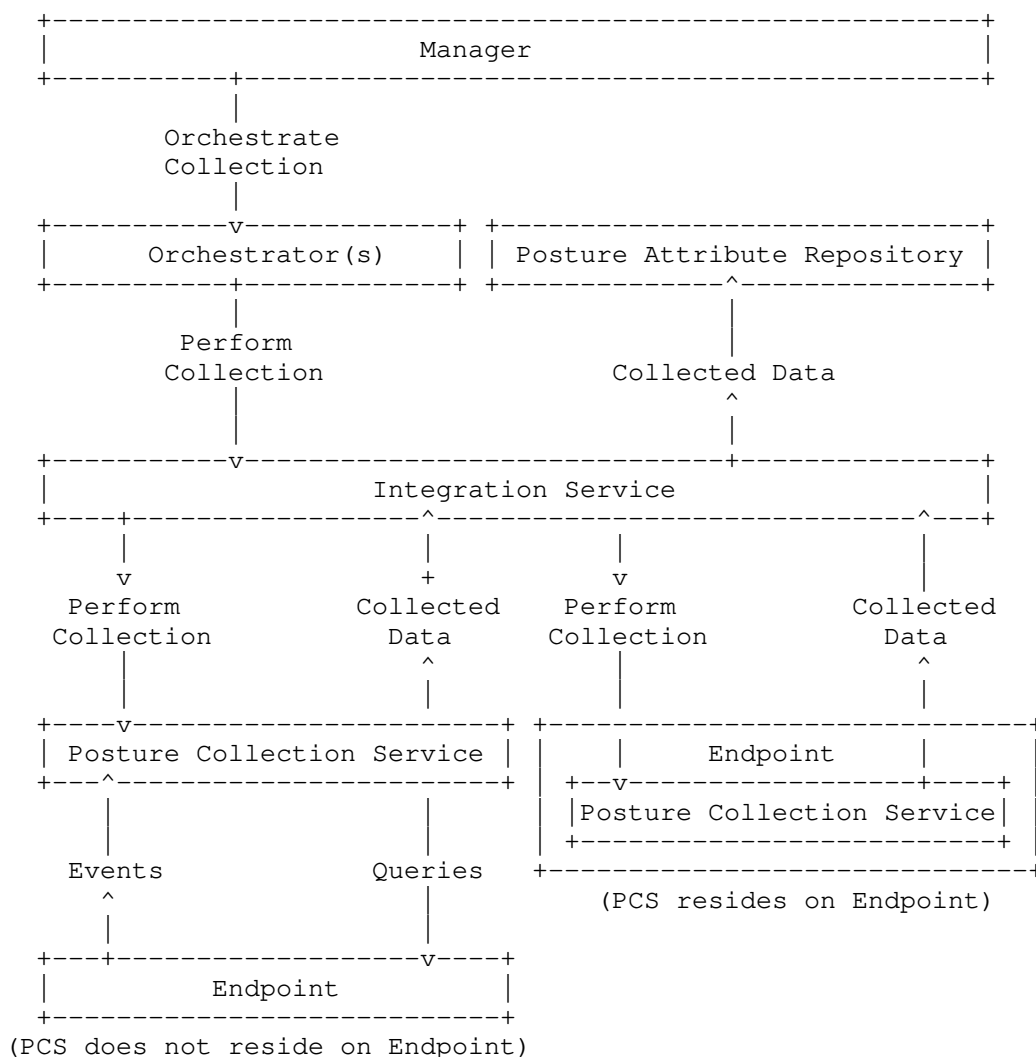 Manager
Orchestrate
Collection
Orchestrator(s) Posture Attribute Repository
Perform
Collection Collected Data
Integration Service
Perform Collected Perform Collected
Collection Data Collection Data
Posture Collection Service Endpoint
Posture Collection Service
Events Queries
(PCS resides on Endpoint)
Endpoint
(PCS does not reside on Endpoint)